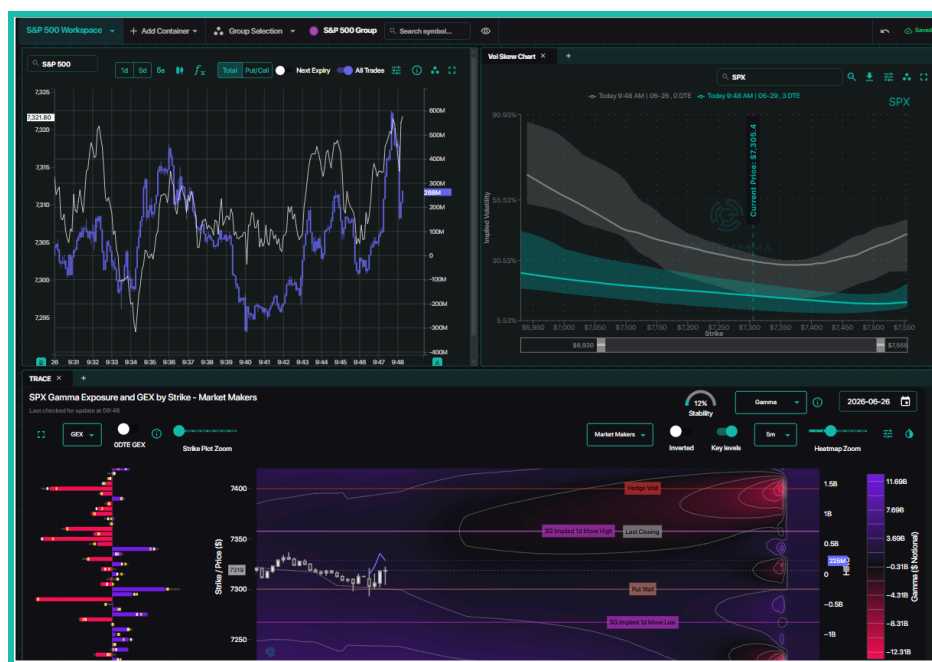 S&P 500 Workspace
+ Add Container
Group Selection
S&P 500 Group
Search symbol...
Saved
S&P 500
1d
5d
5s
fx
Total
Put/Call
Next Expiry
All Trades
7,325
7,321.80
7,320
7,315
7,310
7,305
7,300
7,295
600M
500M
400M
300M
268M
200M
100M
0
-100M
-200M
-300M
-400M
26 9:31 9:32 9:33 9:34 9:35 9:36 9:37 9:38 9:39 9:40 9:42 9:43 9:44 9:45 9:46 9:47 9:48
A
Vol Skew Chart × +
SPX
Today 9:48 AM | 06-26, 0 DTE
Today 9:48 AM | 06-29, 3 DTE
SPX
90.93%
55.53%
30.53%
5.53%
Implied Volatility
Current Price: $7,305.4
$6,950 $7,000 $7,050 $7,100 $7,150 $7,200 $7,250 $7,300 $7,350 $7,400 $7,450 $7,500 $7,550
Strike
$6,930
$7,555
TRACE × +
SPX Gamma Exposure and GEX by Strike - Market Makers
Last checked for update at 09:48
12%
Stability
Gamma
2026-06-26
GEX
0DTE GEX
Strike Plot Zoom
Market Makers
Inverted
Key levels
5m
Heatmap Zoom
Strike / Price ($)
7400
7350
7319
7300
7250
Hedge Wall
SG Implied 1d Move High
Last Closing
Put Wall
SG Implied 1d Move Low
1.5B
1B
0.5B
225M
0
-0.5B
-1B
HIRO
11.69B
7.69B
3.69B
-0.31B
-4.31B
-8.31B
-12.31B
Gamma ($ Notional)